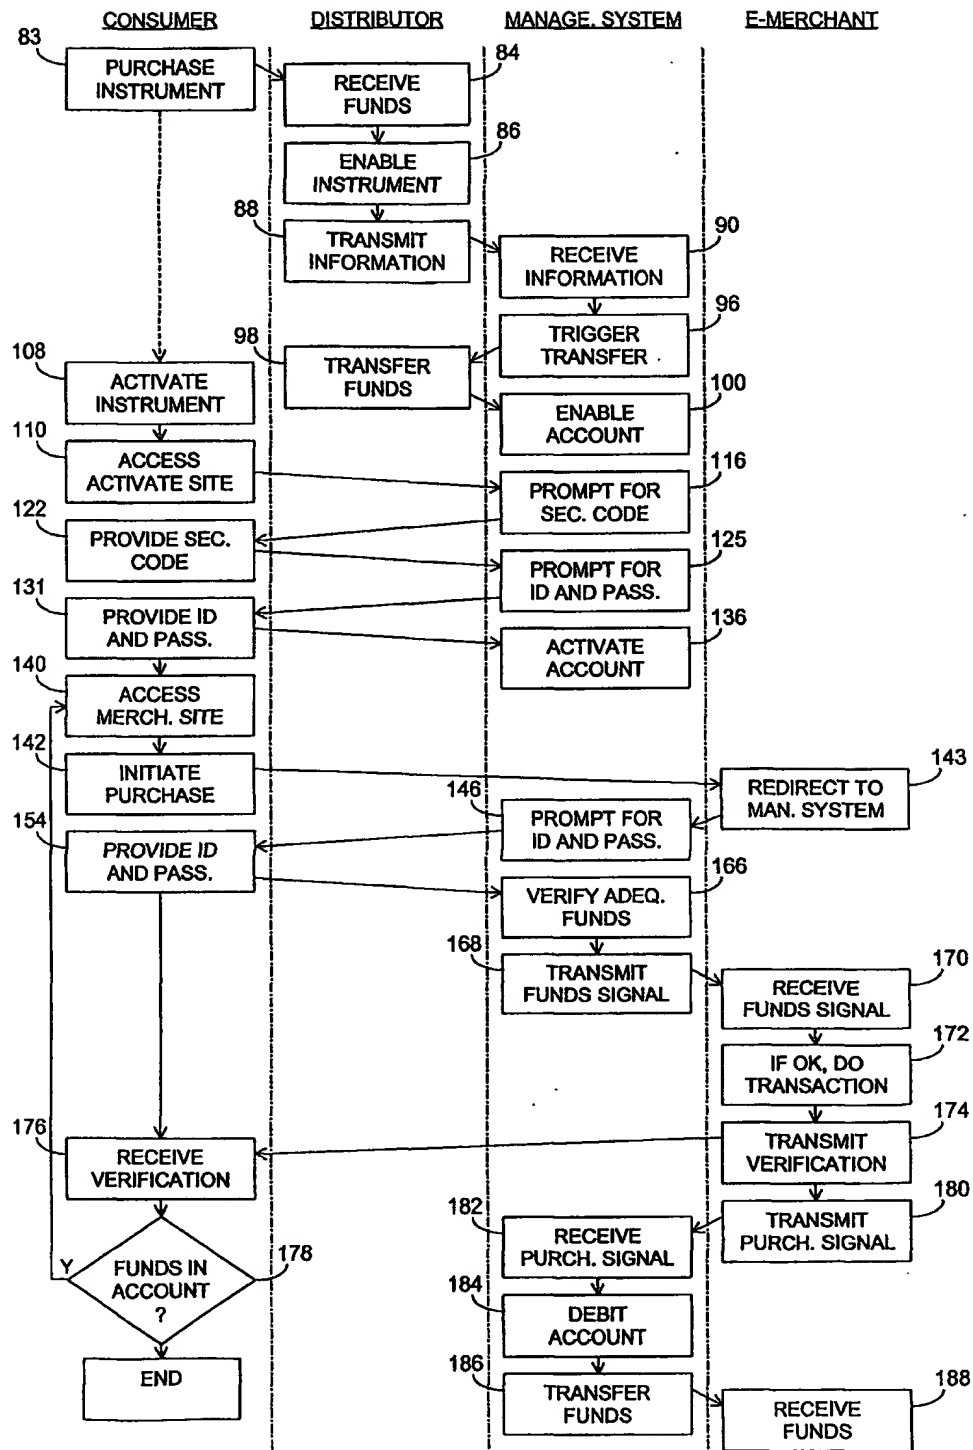 CONSUMER
DISTRIBUTOR
MANAGE. SYSTEM
E-MERCHANT
83
PURCHASE
INSTRUMENT
84
RECEIVE
FUNDS
86
ENABLE
INSTRUMENT
88
TRANSMIT
INFORMATION
90
RECEIVE
INFORMATION
96
TRIGGER
TRANSFER
98
TRANSFER
FUNDS
108
ACTIVATE
INSTRUMENT
100
ENABLE
ACCOUNT
110
ACCESS
ACTIVATE SITE
116
PROMPT FOR
SEC. CODE
122
PROVIDE SEC.
CODE
125
PROMPT FOR
ID AND PASS.
131
PROVIDE ID
AND PASS.
136
ACTIVATE
ACCOUNT
140
ACCESS
MERCH. SITE
142
INITIATE
PURCHASE
143
REDIRECT TO
MAN. SYSTEM
146
PROMPT FOR
ID AND PASS.
154
PROVIDE ID
AND PASS.
166
VERIFY ADEQ.
FUNDS
168
TRANSMIT
FUNDS SIGNAL
170
RECEIVE
FUNDS SIGNAL
172
IF OK, DO
TRANSACTION
174
TRANSMIT
VERIFICATION
176
RECEIVE
VERIFICATION
180
TRANSMIT
PURCH. SIGNAL
182
RECEIVE
PURCH. SIGNAL
178
Y
FUNDS IN
ACCOUNT
?
184
DEBIT
ACCOUNT
END
186
TRANSFER
FUNDS
188
RECEIVE
FUNDS